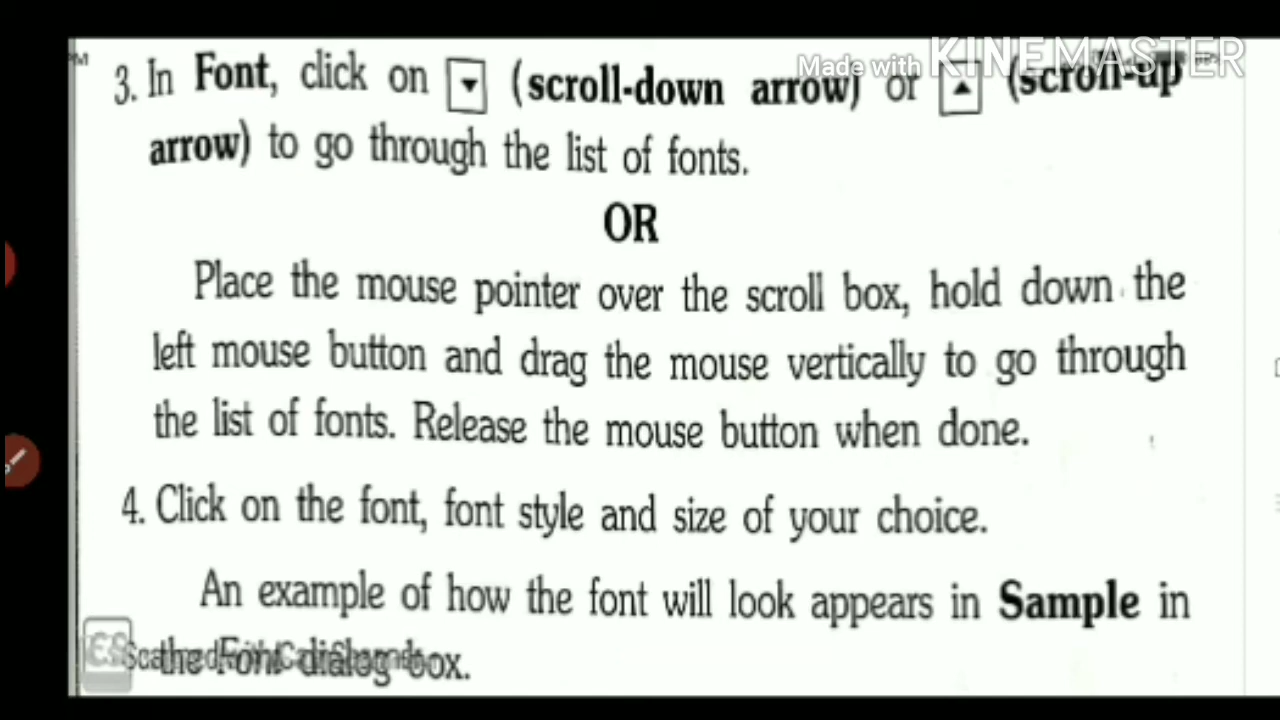 Made with KINEMASTER
3. In Font, click on ▼ (scroll-down arrow) or ▲ (scroll-up
arrow) to go through the list of fonts.
OR
Place the mouse pointer over the scroll box, hold down the
left mouse button and drag the mouse vertically to go through
the list of fonts. Release the mouse button when done.
4. Click on the font, font style and size of your choice.
An example of how the font will look appears in Sample in
the Font dialog box.
CS Scanned with CamScanner